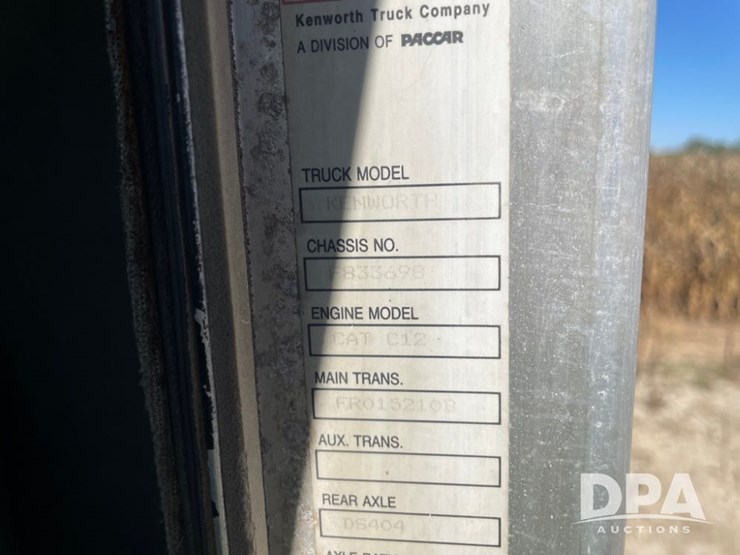 Kenworth Truck Company
A DIVISION OF PACCAR
TRUCK MODEL
KENWORTH
CHASSIS NO.
F833698
ENGINE MODEL
CAT C12
MAIN TRANS.
FRO15210B
AUX. TRANS.
REAR AXLE
DS404
DPA
AUCTIONS